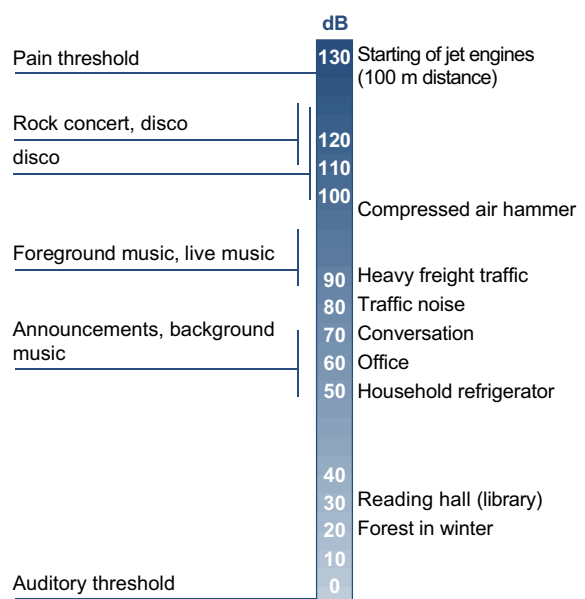 dB
Pain threshold
130
Starting of jet engines
(100 m distance)
Rock concert, disco
120
disco
110
100
Compressed air hammer
Foreground music, live music
90
Heavy freight traffic
80
Traffic noise
Announcements, background
music
70
Conversation
60
Office
50
Household refrigerator
40
30
Reading hall (library)
20
Forest in winter
10
Auditory threshold
0